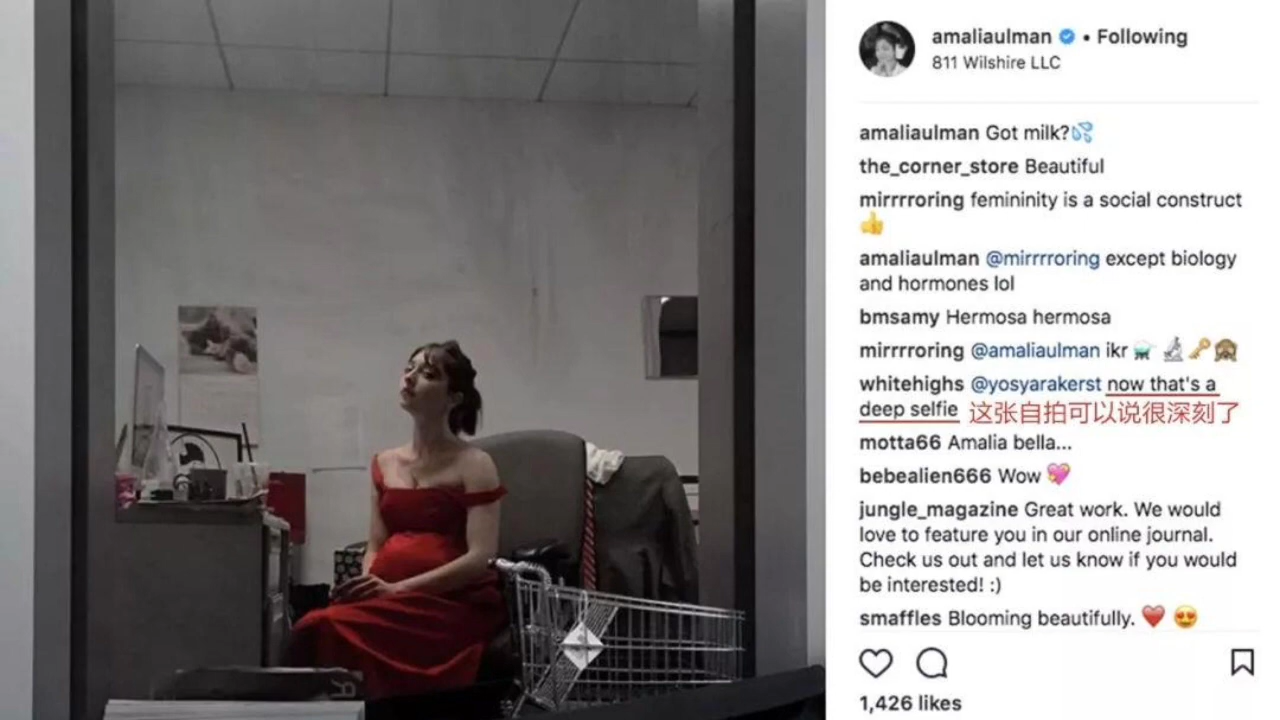 amaliaulman • Following
811 Wilshire LLC
amaliaulman Got milk?💦
the_corner_store Beautiful
mirrrroring femininity is a social construct
👍
amaliaulman @mirrrroring except biology
and hormones lol
bmsamy Hermosa hermosa
mirrrroring @amaliaulman ikr 🔬🔑🙈
whitehighs @yosyarakerst now that's a
deep selfie 这张自拍可以说很深刻了
motta66 Amalia bella...
bebealien666 Wow 💖
jungle_magazine Great work. We would
love to feature you in our online journal.
Check us out and let us know if you would
be interested! :)
smaffles Blooming beautifully. ❤️ 😍
1,426 likes